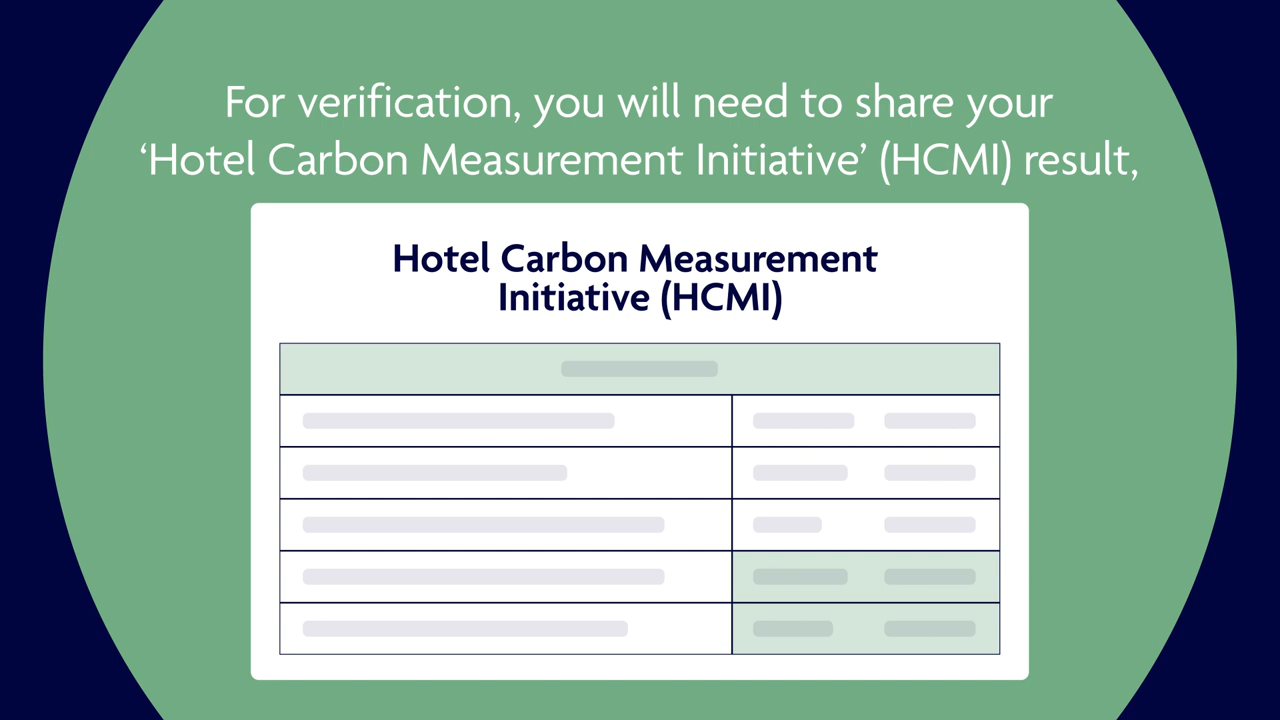 For verification, you will need to share your
‘Hotel Carbon Measurement Initiative’ (HCMI) result,
Hotel Carbon Measurement
Initiative (HCMI)